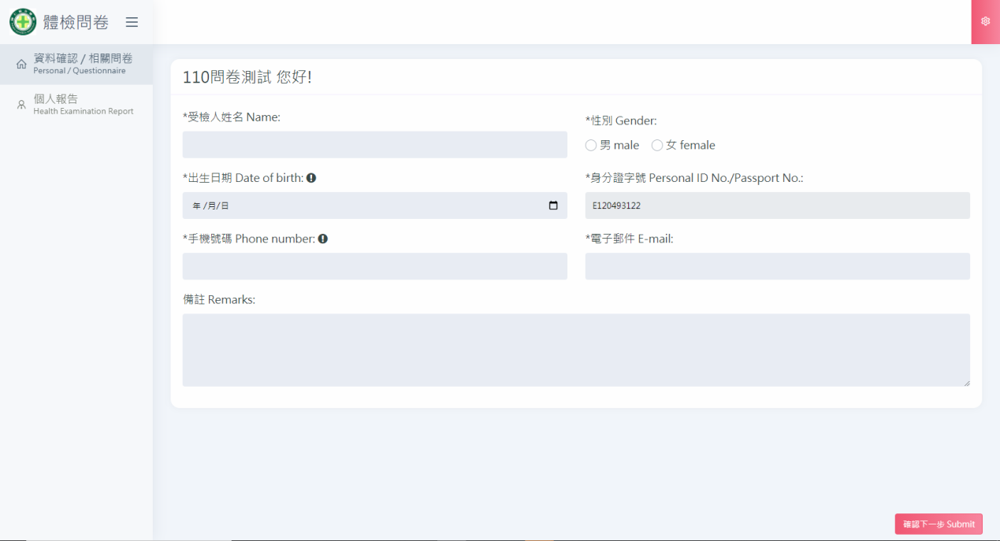 體檢問卷
資料確認 / 相關問卷
Personal / Questionnaire
個人報告
Health Examination Report
110問卷測試 您好!
*受檢人姓名 Name:
*性別 Gender:
男 male 女 female
*出生日期 Date of birth:
*身分證字號 Personal ID No./Passport No.:
年 /月/日
E120493122
*手機號碼 Phone number:
*電子郵件 E-mail:
備註 Remarks:
確認下一步 Submit